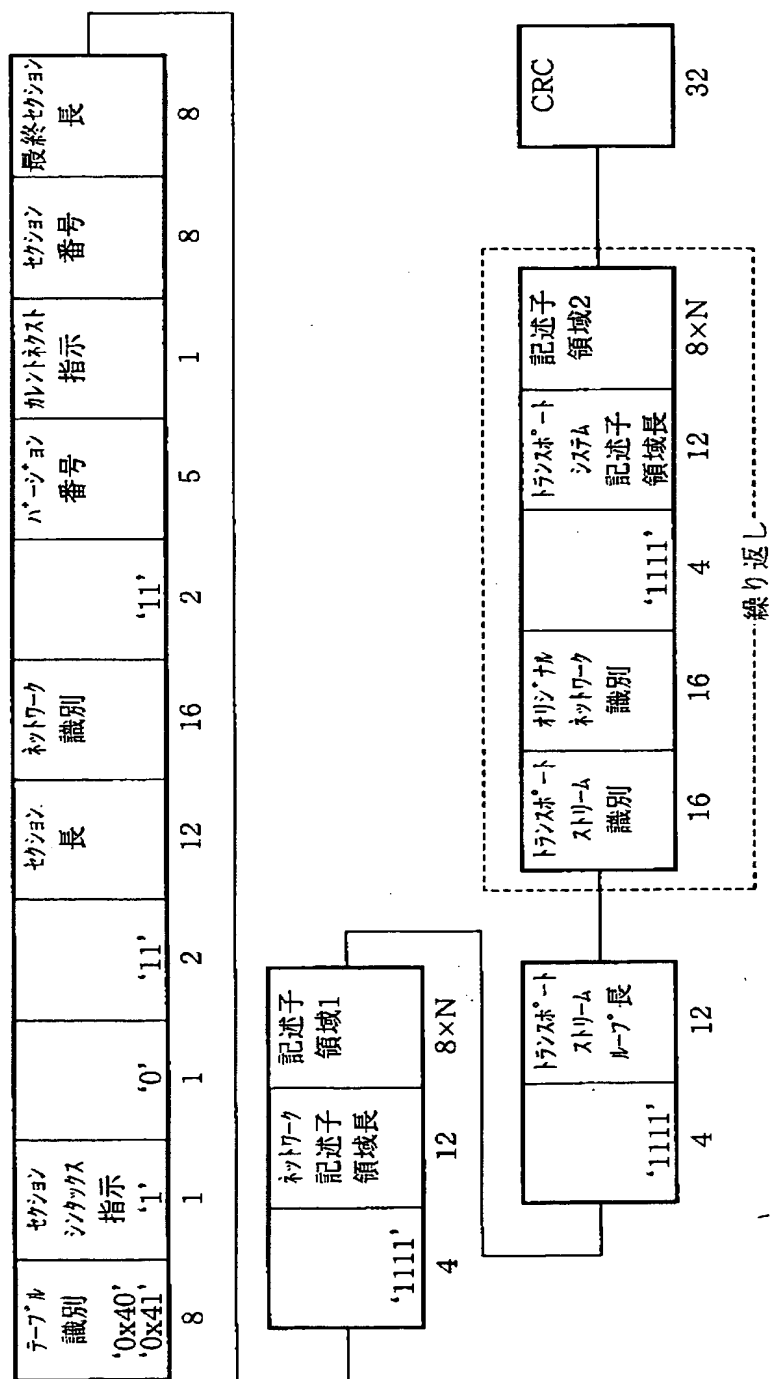 テーブル
識別
'0x40'
'0x41'
8
セクション
シンタックス
指示
'1'
1
'0'
1
'11'
2
セクション
長
12
ネットワーク
識別
16
'11'
2
バージョン
番号
5
カレントネクスト
指示
1
セクション
番号
8
最終セクション
長
8
'1111'
4
ネットワーク
記述子
領域長
12
記述子
領域1
8×N
'1111'
4
トランスポート
ストリーム
ループ長
12
トランスポート
ストリーム
識別
16
オリジナル
ネットワーク
識別
16
'1111'
4
トランスポート
システム
記述子
領域長
12
記述子
領域2
8×N
繰り返し
CRC
32